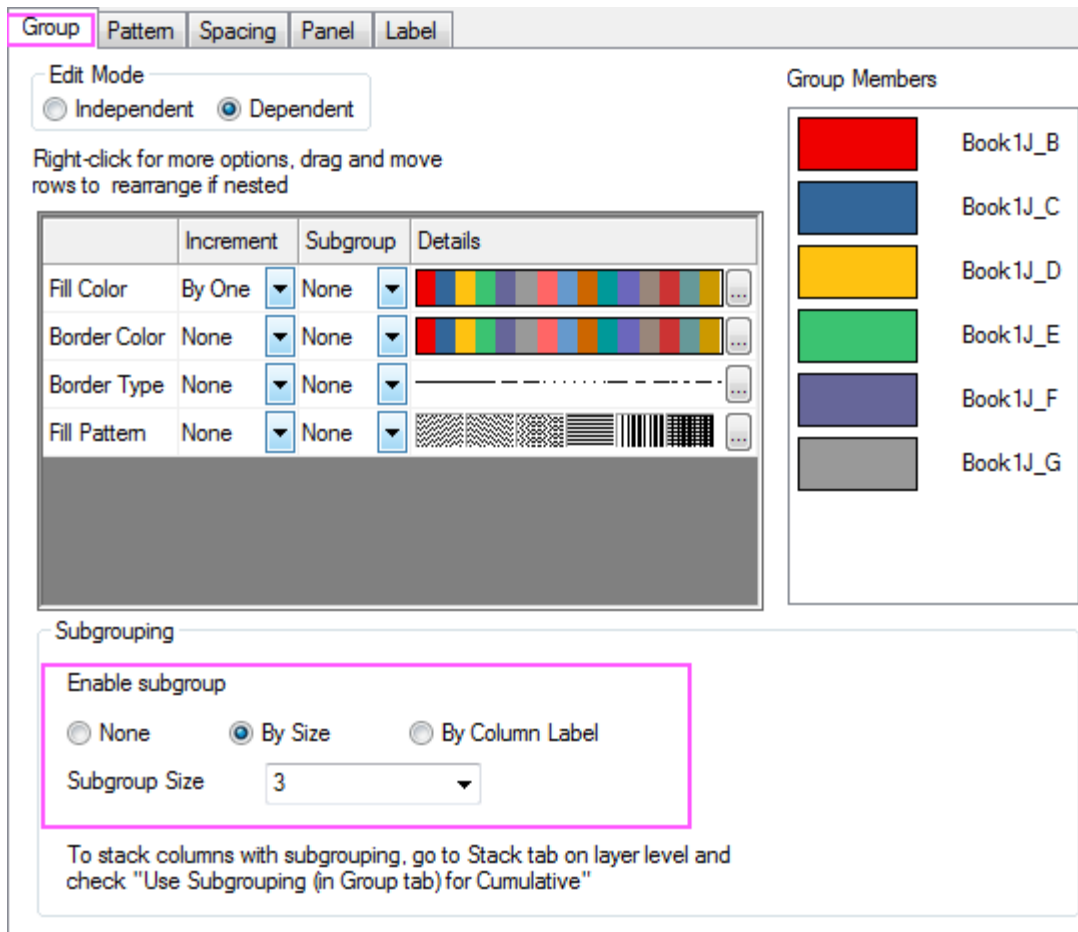 Group Pattern Spacing Panel Label
Edit Mode
Independent Dependent
Right-click for more options, drag and move
rows to rearrange if nested
Increment Subgroup Details
Fill Color By One None ...
Border Color None None ...
Border Type None None ...
Fill Pattern None None ...
Group Members
Book1J_B
Book1J_C
Book1J_D
Book1J_E
Book1J_F
Book1J_G
Subgrouping
Enable subgroup
None By Size By Column Label
Subgroup Size 3
To stack columns with subgrouping, go to Stack tab on layer level and
check "Use Subgrouping (in Group tab) for Cumulative"